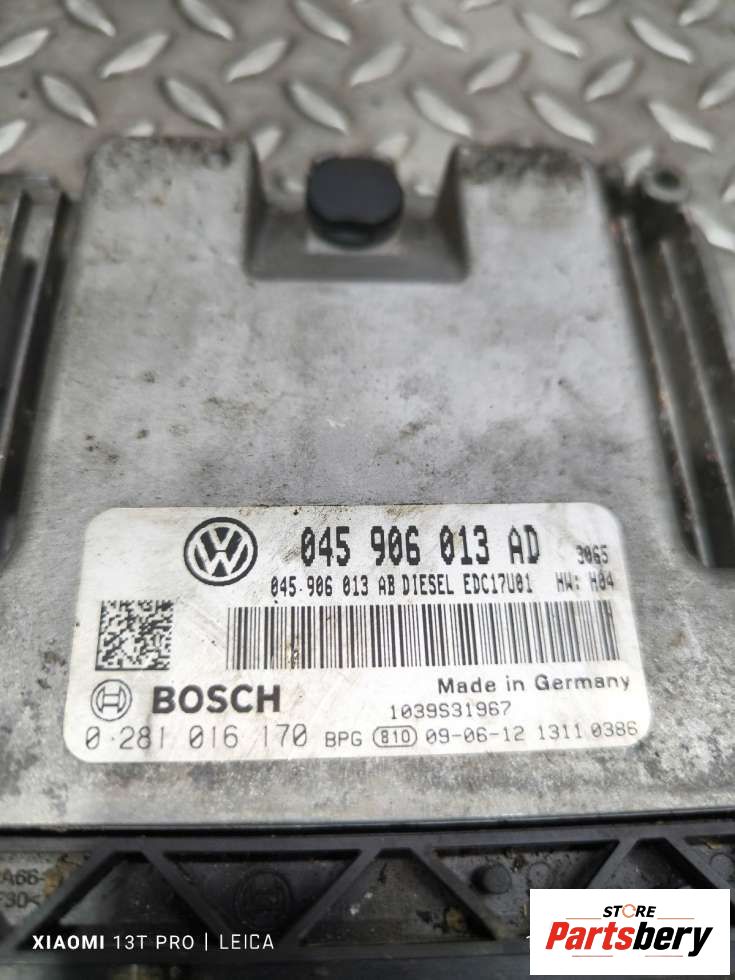 045 906 013 AD 3065
045 906 013 AB DIESEL EDC17U01 HW: H04
BOSCH
Made in Germany
1039S31967
0 281 016 170 BPG 810 09-06-12 1311 0386
A66-
XIAOMI 13T PRO | LEICA
STORE
Partsbery